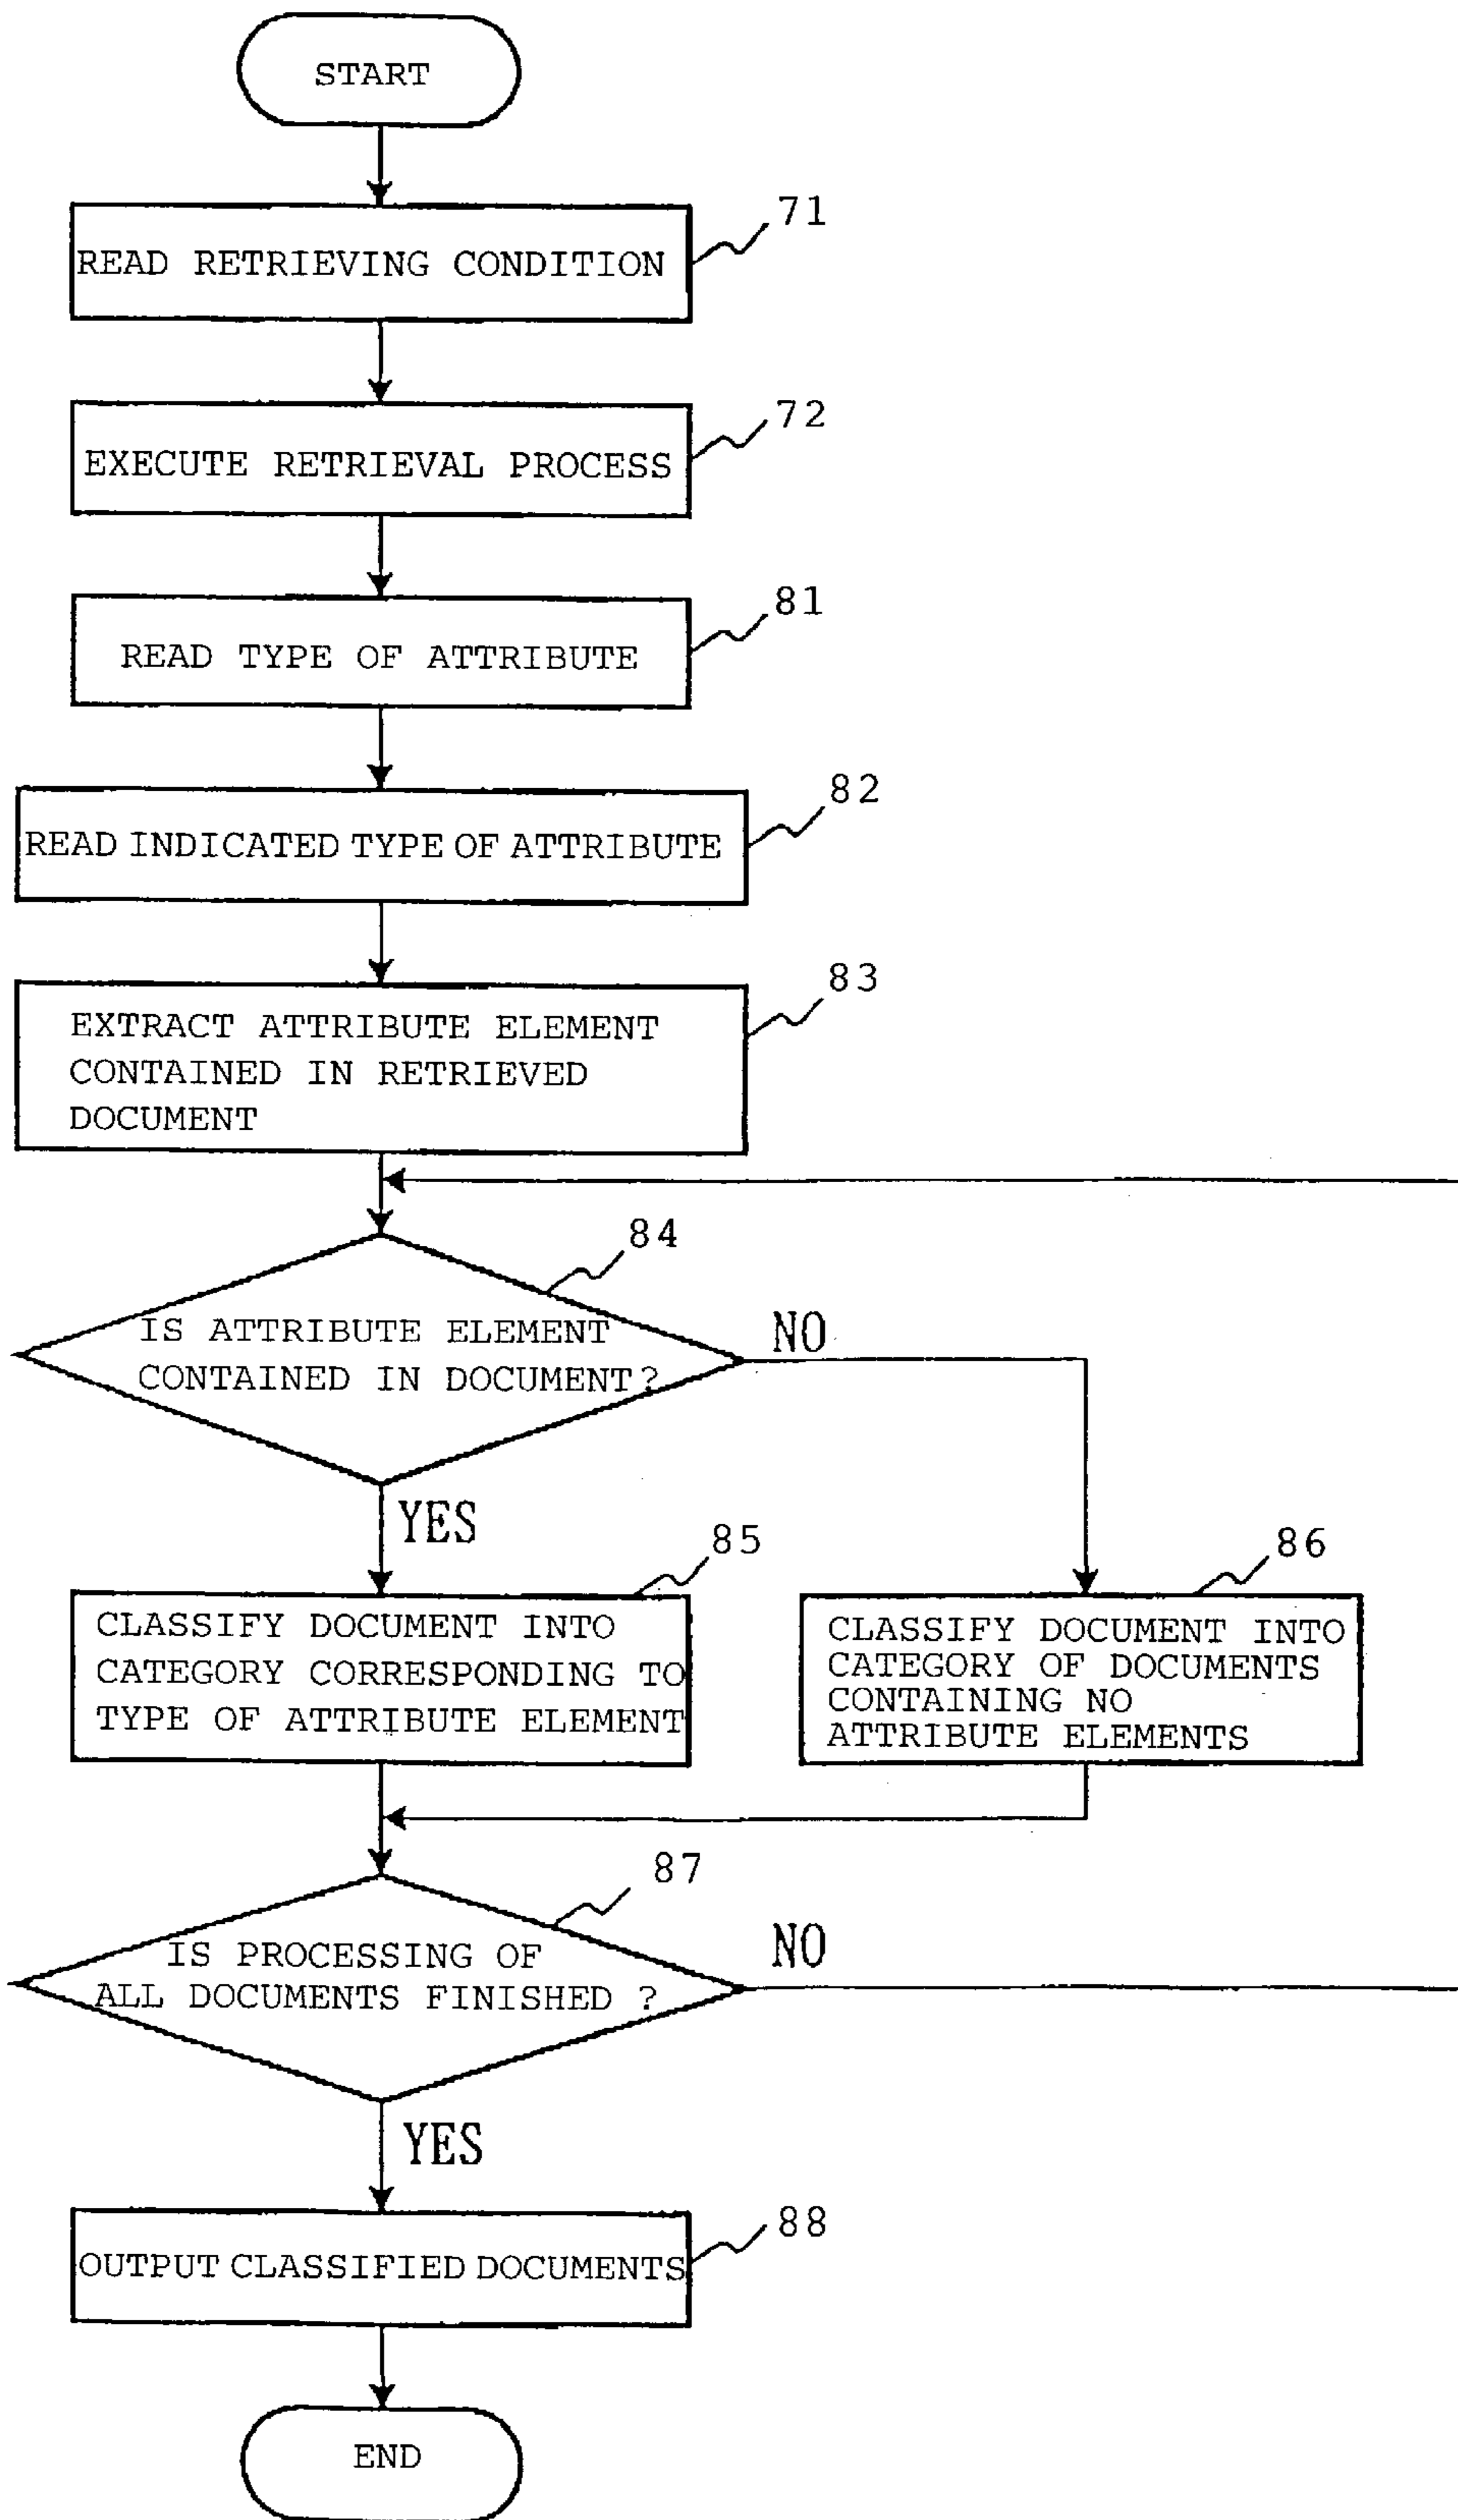 START
71
READ RETRIEVING CONDITION
72
EXECUTE RETRIEVAL PROCESS
81
READ TYPE OF ATTRIBUTE
82
READ INDICATED TYPE OF ATTRIBUTE
83
EXTRACT ATTRIBUTE ELEMENT
CONTAINED IN RETRIEVED
DOCUMENT
84
IS ATTRIBUTE ELEMENT
CONTAINED IN DOCUMENT?
NO
YES
85
CLASSIFY DOCUMENT INTO
CATEGORY CORRESPONDING TO
TYPE OF ATTRIBUTE ELEMENT
86
CLASSIFY DOCUMENT INTO
CATEGORY OF DOCUMENTS
CONTAINING NO
ATTRIBUTE ELEMENTS
87
IS PROCESSING OF
ALL DOCUMENTS FINISHED ?
NO
YES
88
OUTPUT CLASSIFIED DOCUMENTS
END